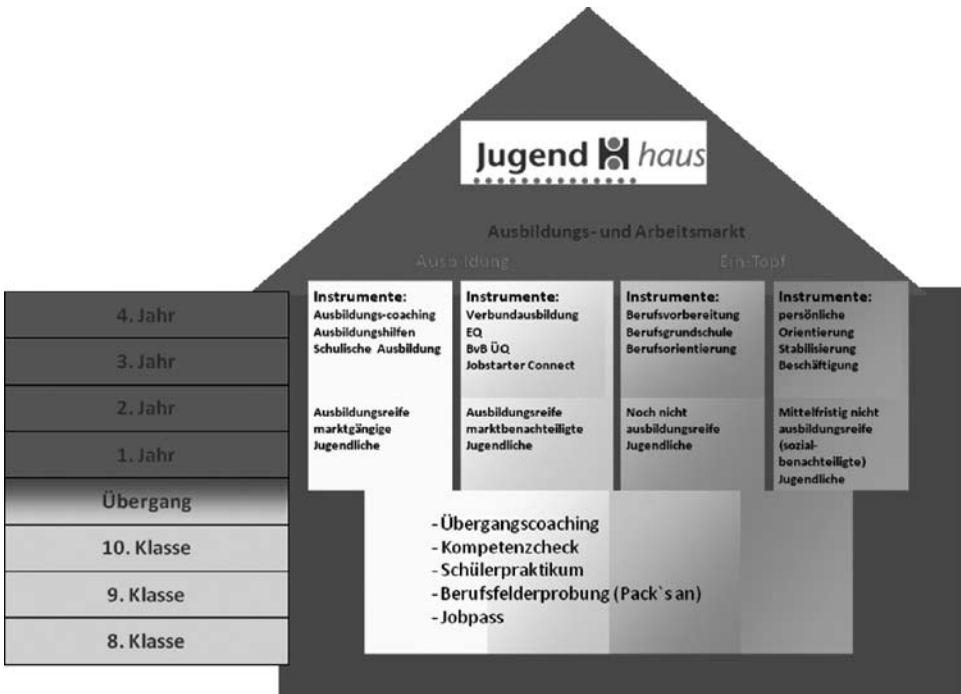 Jugend haus
Ausbildungs- und Arbeitsmarkt
Ausbildung
Ein-Topf
4. Jahr
3. Jahr
2. Jahr
1. Jahr
Übergang
10. Klasse
9. Klasse
8. Klasse
Instrumente:
Ausbildungs-coaching
Ausbildungshilfen
Schulische Ausbildung
Ausbildungsreife
marktgängige
Jugendliche
Instrumente:
Verbundausbildung
EQ
BvB ÜQ
Jobstarter Connect
Ausbildungsreife
marktbenachteiligte
Jugendliche
Instrumente:
Berufsvorbereitung
Berufsgrundschule
Berufsorientierung
Noch nicht
ausbildungsreife
Jugendliche
Instrumente:
persönliche
Orientierung
Stabilisierung
Beschäftigung
Mittelfristig nicht
ausbildungsreife
(sozial-
benachteiligte)
Jugendliche
- Übergangscoaching
- Kompetenzcheck
- Schülerpraktikum
- Berufsfelderprobung (Pack`s an)
- Jobpass